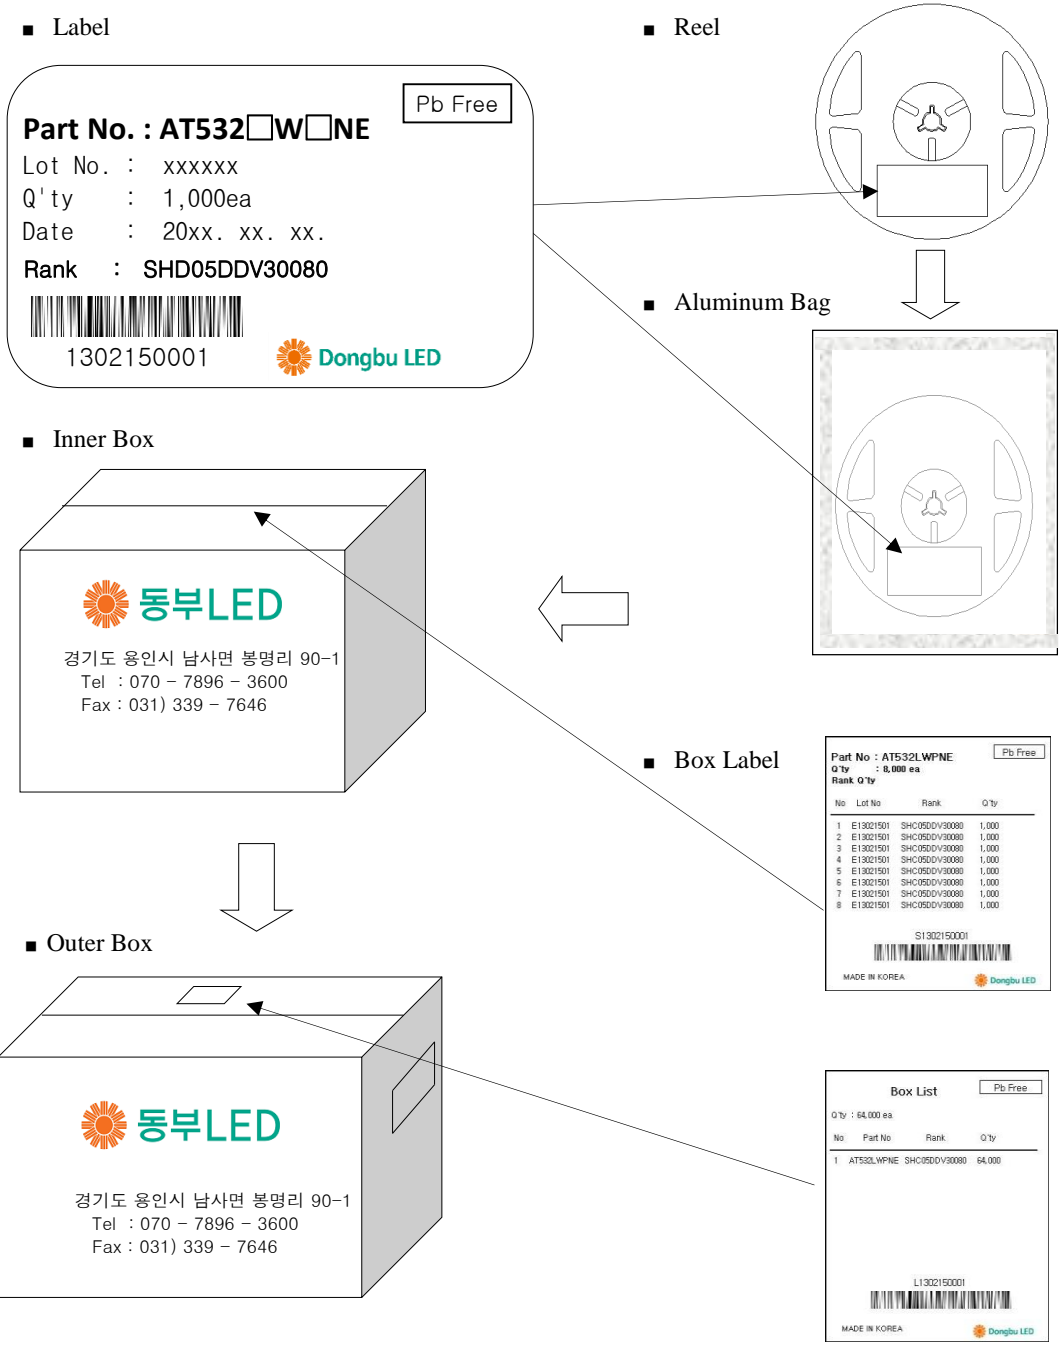 ■ Label
Pb Free
Part No. : AT532□W□NE
Lot No. : xxxxxx
Q'ty : 1,000ea
Date : 20xx. xx. xx.
Rank : SHD05DDV30080
1302150001
Dongbu LED
■ Reel
■ Aluminum Bag
■ Inner Box
동부LED
경기도 용인시 남사면 봉명리 90-1
Tel : 070 - 7896 - 3600
Fax : 031) 339 - 7646
■ Box Label
Pb Free
Part No : AT532LWPNE
Q'ty : 8,000 ea
Rank Q'ty
No Lot No Rank Q'ty
1 E13021501 SHC05DDV30080 1,000
2 E13021501 SHC05DDV30080 1,000
3 E13021501 SHC05DDV30080 1,000
4 E13021501 SHC05DDV30080 1,000
5 E13021501 SHC05DDV30080 1,000
6 E13021501 SHC05DDV30080 1,000
7 E13021501 SHC05DDV30080 1,000
8 E13021501 SHC05DDV30080 1,000
S1302150001
MADE IN KOREA
Dongbu LED
■ Outer Box
동부LED
경기도 용인시 남사면 봉명리 90-1
Tel : 070 - 7896 - 3600
Fax : 031) 339 - 7646
Box List
Pb Free
Q'ty : 64,000 ea
No Part No Rank Q'ty
1 AT532LWPNE SHC05DDV30080 64,000
L1302150001
MADE IN KOREA
Dongbu LED